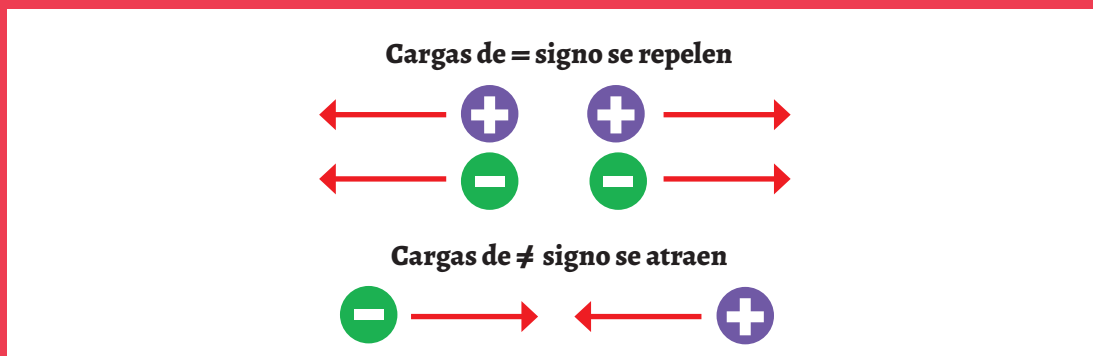 Cargas de = signo se repelen
+ +
- -
Cargas de ≠ signo se atraen
- +